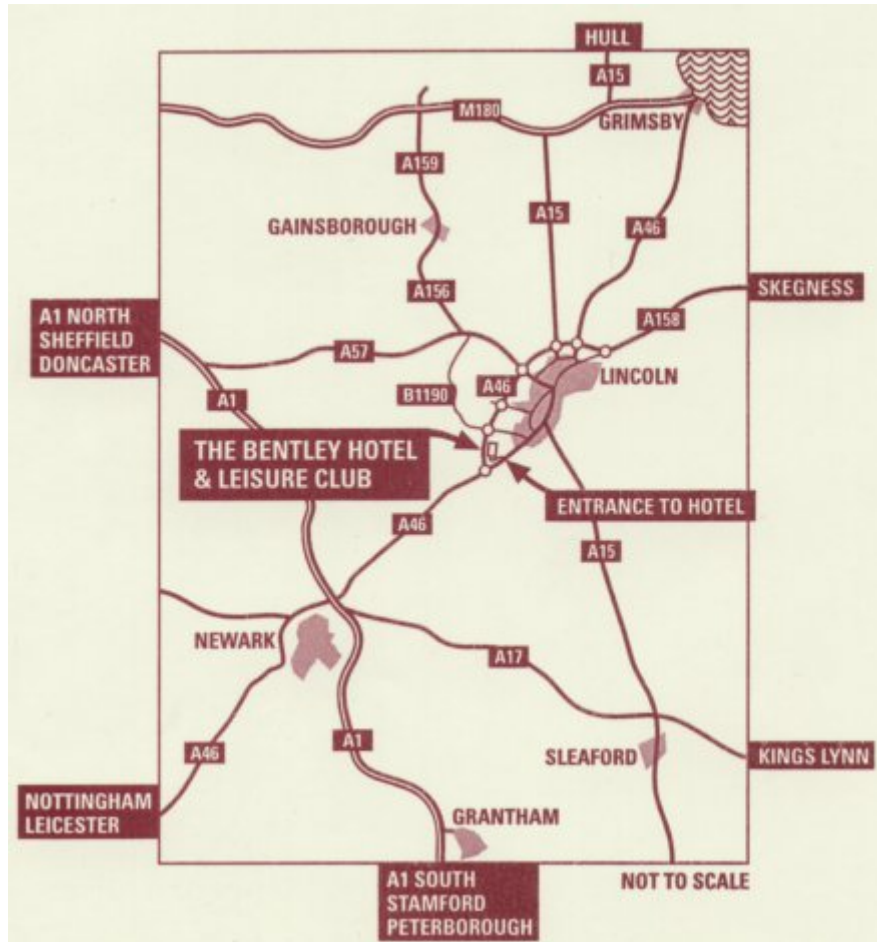 HULL
A15
GRIMSBY
M180
A159
GAINSBOROUGH
A15
A46
A156
SKEGNESS
A158
A1 NORTH
SHEFFIELD
DONCASTER
A57
A46
LINCOLN
B1190
A1
THE BENTLEY HOTEL
& LEISURE CLUB
ENTRANCE TO HOTEL
A46
A15
NEWARK
A17
A46
A1
SLEAFORD
KINGS LYNN
NOTTINGHAM
LEICESTER
GRANTHAM
A1 SOUTH
STAMFORD
PETERBOROUGH
NOT TO SCALE